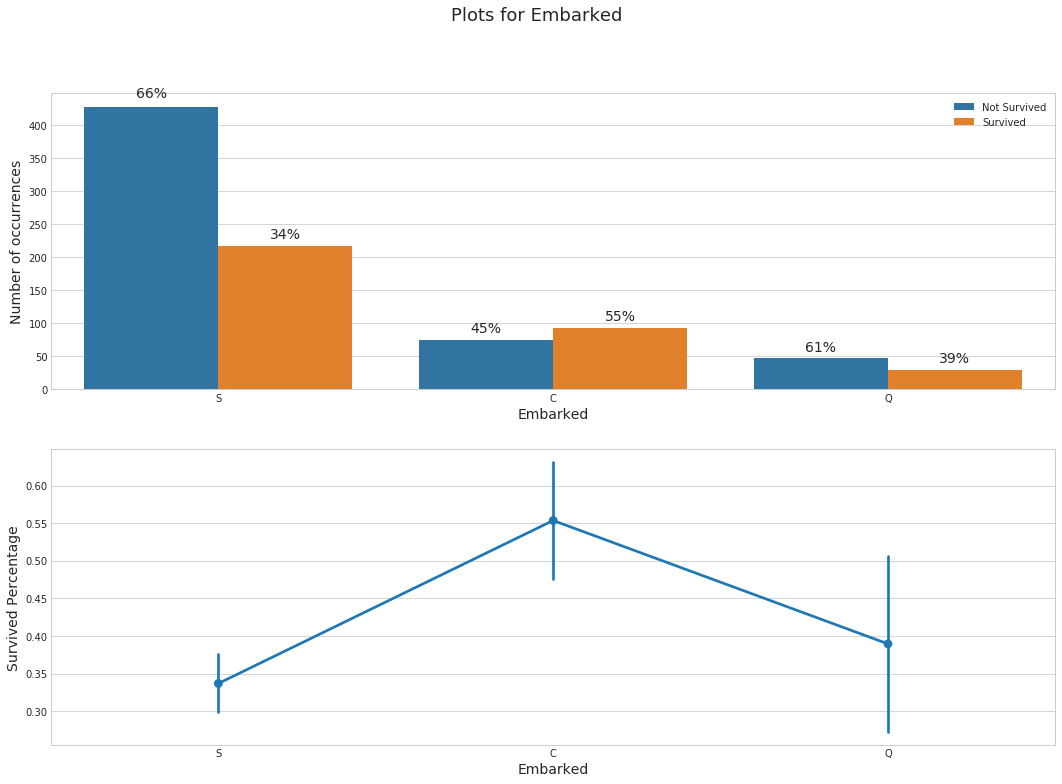 Plots for Embarked
66%
Not Survived
Survived
400
350
300
250
200
150
100
50
0
Number of occurrences
34%
45%
55%
61%
39%
S
C
Q
Embarked
0.60
0.55
0.50
0.45
0.40
0.35
0.30
Survived Percentage
S
C
Q
Embarked